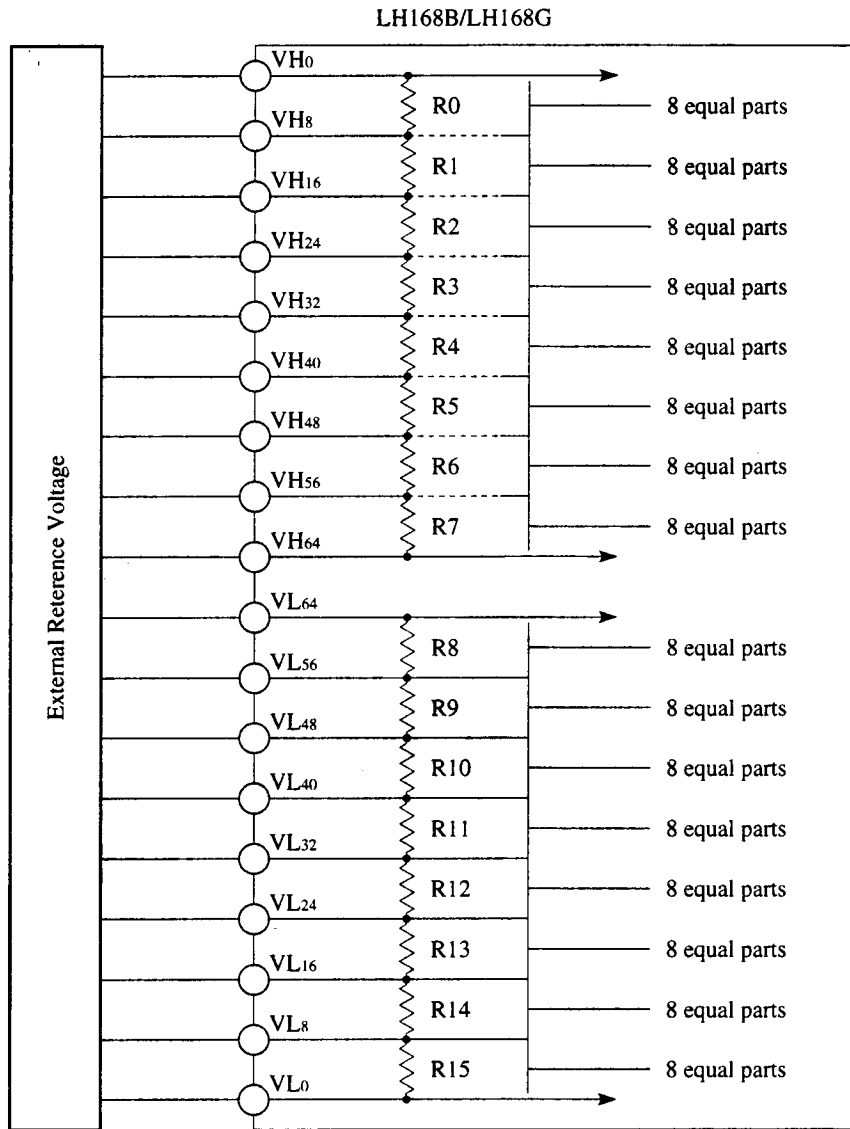 LH168B/LH168G
External Reterence Voltage
VH0
R0 8 equal parts
VH8
R1 8 equal parts
VH16
R2 8 equal parts
VH24
R3 8 equal parts
VH32
R4 8 equal parts
VH40
R5 8 equal parts
VH48
R6 8 equal parts
VH56
R7 8 equal parts
VH64
VL64
R8 8 equal parts
VL56
R9 8 equal parts
VL48
R10 8 equal parts
VL40
R11 8 equal parts
VL32
R12 8 equal parts
VL24
R13 8 equal parts
VL16
R14 8 equal parts
VL8
R15 8 equal parts
VL0